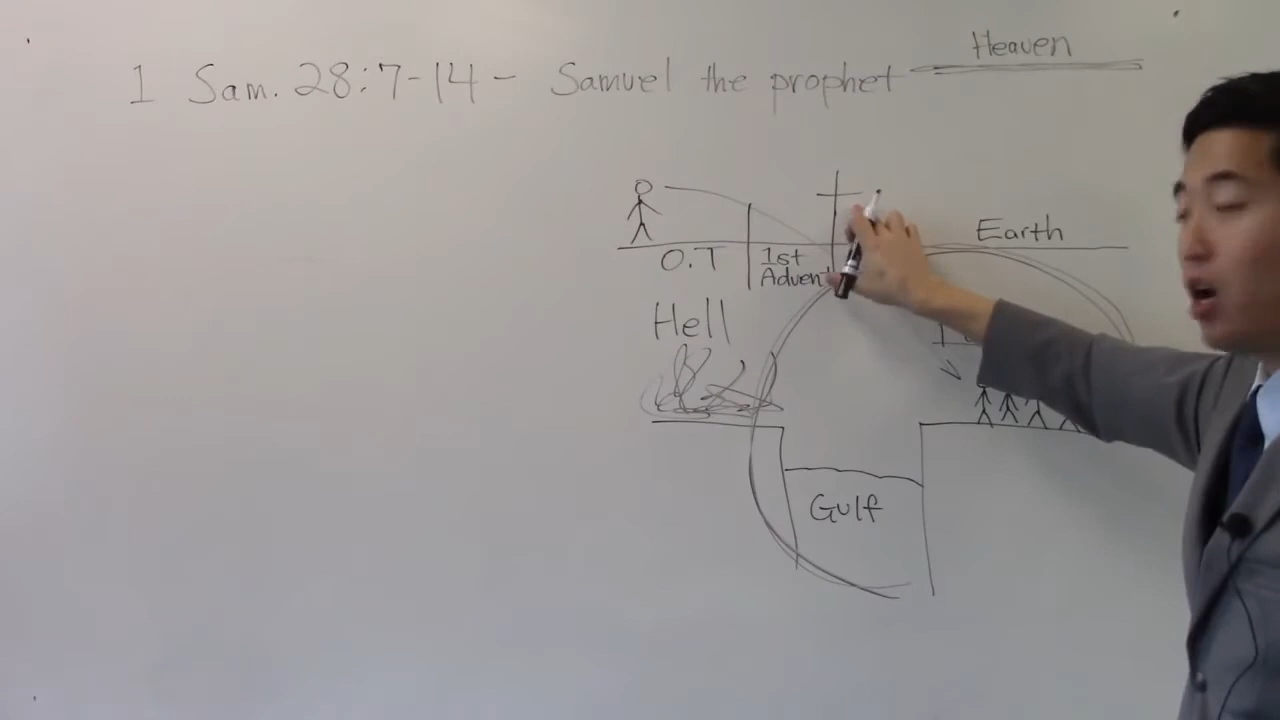 Heaven
1 Sam. 28:7-14 - Samuel the prophet
Earth
O.T
1st
Advent
Hell
Gulf